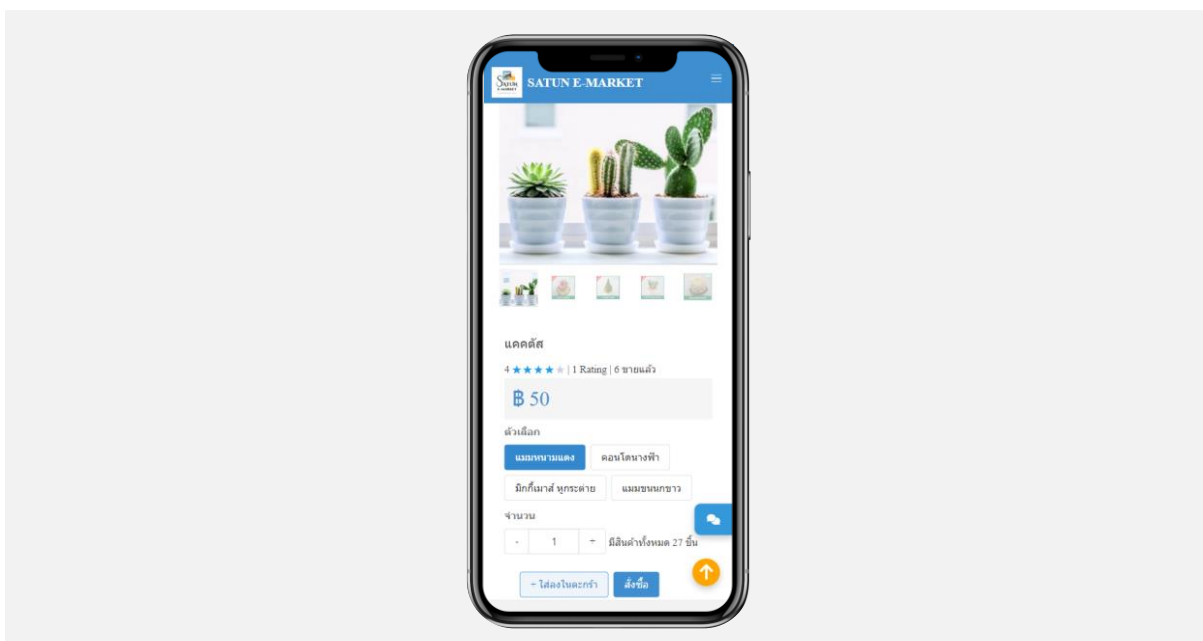 SATUN E-MARKET
แคคตัส
4 ★ ★ ★ ★ ★ | 1 Rating | 6 ขายแล้ว
฿ 50
ตัวเลือก
แมมหนามแดง คอนโดนางฟ้า
มิกกี้เมาส์ หูกระต่าย แมมขนนกขาว
จำนวน
- 1 + มีสินค้าทั้งหมด 27 ชิ้น
+ ใส่ลงในตะกร้า สั่งซื้อ